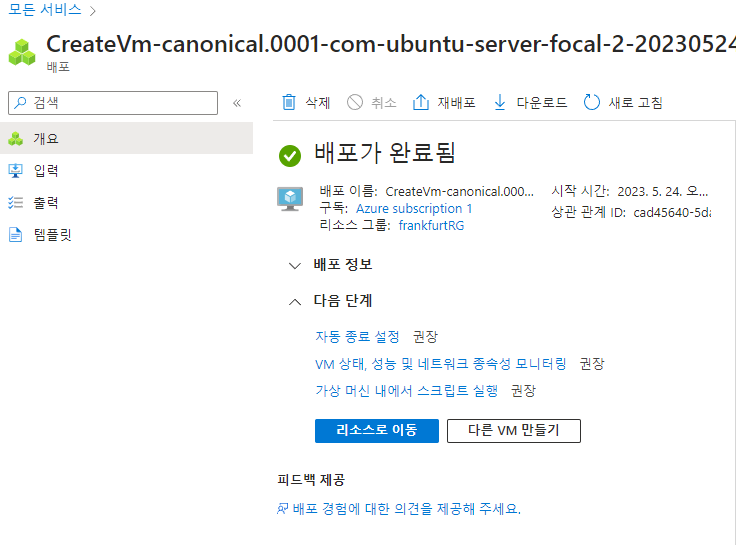 모든 서비스 >
CreateVm-canonical.0001-com-ubuntu-server-focal-2-20230524
배포
검색 «
삭제 취소 재배포 다운로드 새로 고침
개요
입력
출력
템플릿
배포가 완료됨
배포 이름: CreateVm-canonical.000... 시작 시간: 2023. 5. 24. 오...
구독: Azure subscription 1 상관 관계 ID: cad45640-5da
리소스 그룹: frankfurtRG
배포 정보
다음 단계
자동 종료 설정 권장
VM 상태, 성능 및 네트워크 종속성 모니터링 권장
가상 머신 내에서 스크립트 실행 권장
리소스로 이동 다른 VM 만들기
피드백 제공
배포 경험에 대한 의견을 제공해 주세요.